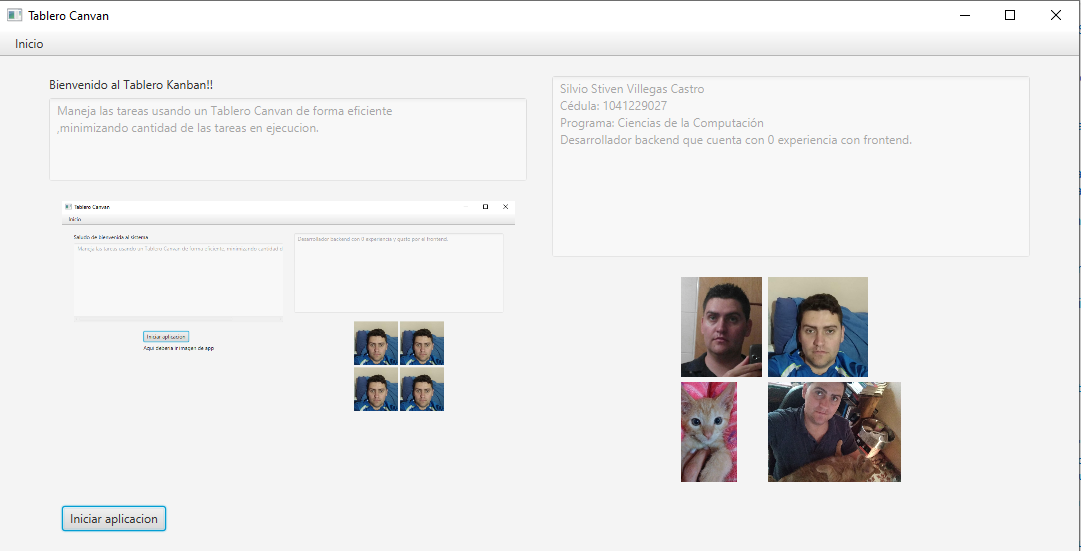 Tablero Canvan
Inicio
Bienvenido al Tablero Kanban!!
Maneja las tareas usando un Tablero Canvan de forma eficiente
,minimizando cantidad de las tareas en ejecucion.
Silvio Stiven Villegas Castro
Cédula: 1041229027
Programa: Ciencias de la Computación
Desarrollador backend que cuenta con 0 experiencia con frontend.
Tablero Canvan
Inicio
Saludo de bienvenida al sistema
Maneja las tareas usando un Tablero Canvan de forma eficiente, minimizando cantidad d
Desarrollador backend con 0 experiencia y gusto por el frontend.
Iniciar aplicacion
Aqui deberia ir imagen de app
Iniciar aplicacion